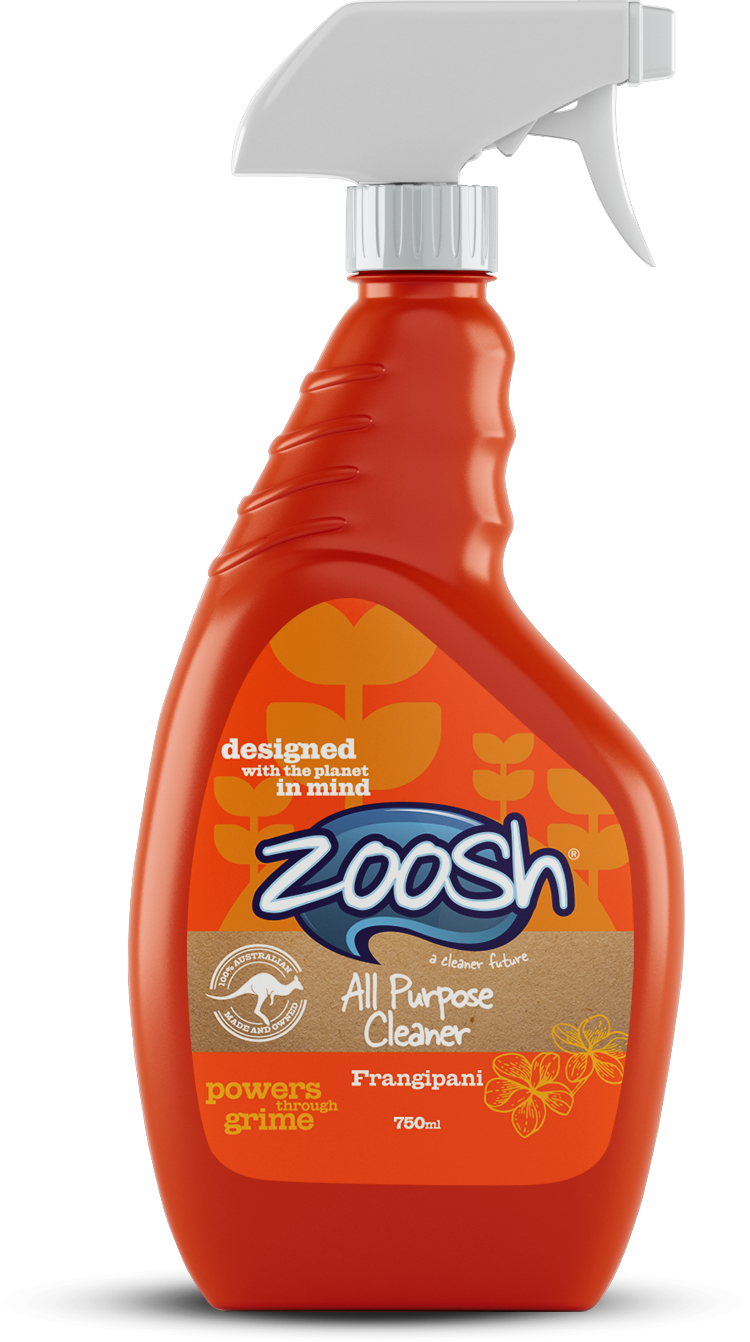 designed
with the planet
in mind
zoosh®
a cleaner future
100% AUSTRALIAN
MADE AND OWNED
All Purpose
Cleaner
Frangipani
powers
through
grime
750ml